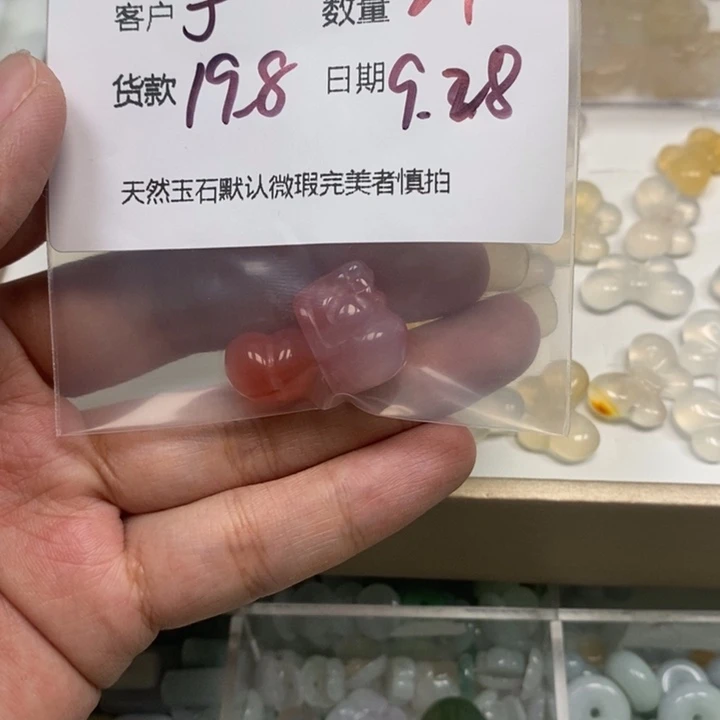 客户 数量
货款 198 日期 9.28
天然玉石默认微瑕完美者慎拍